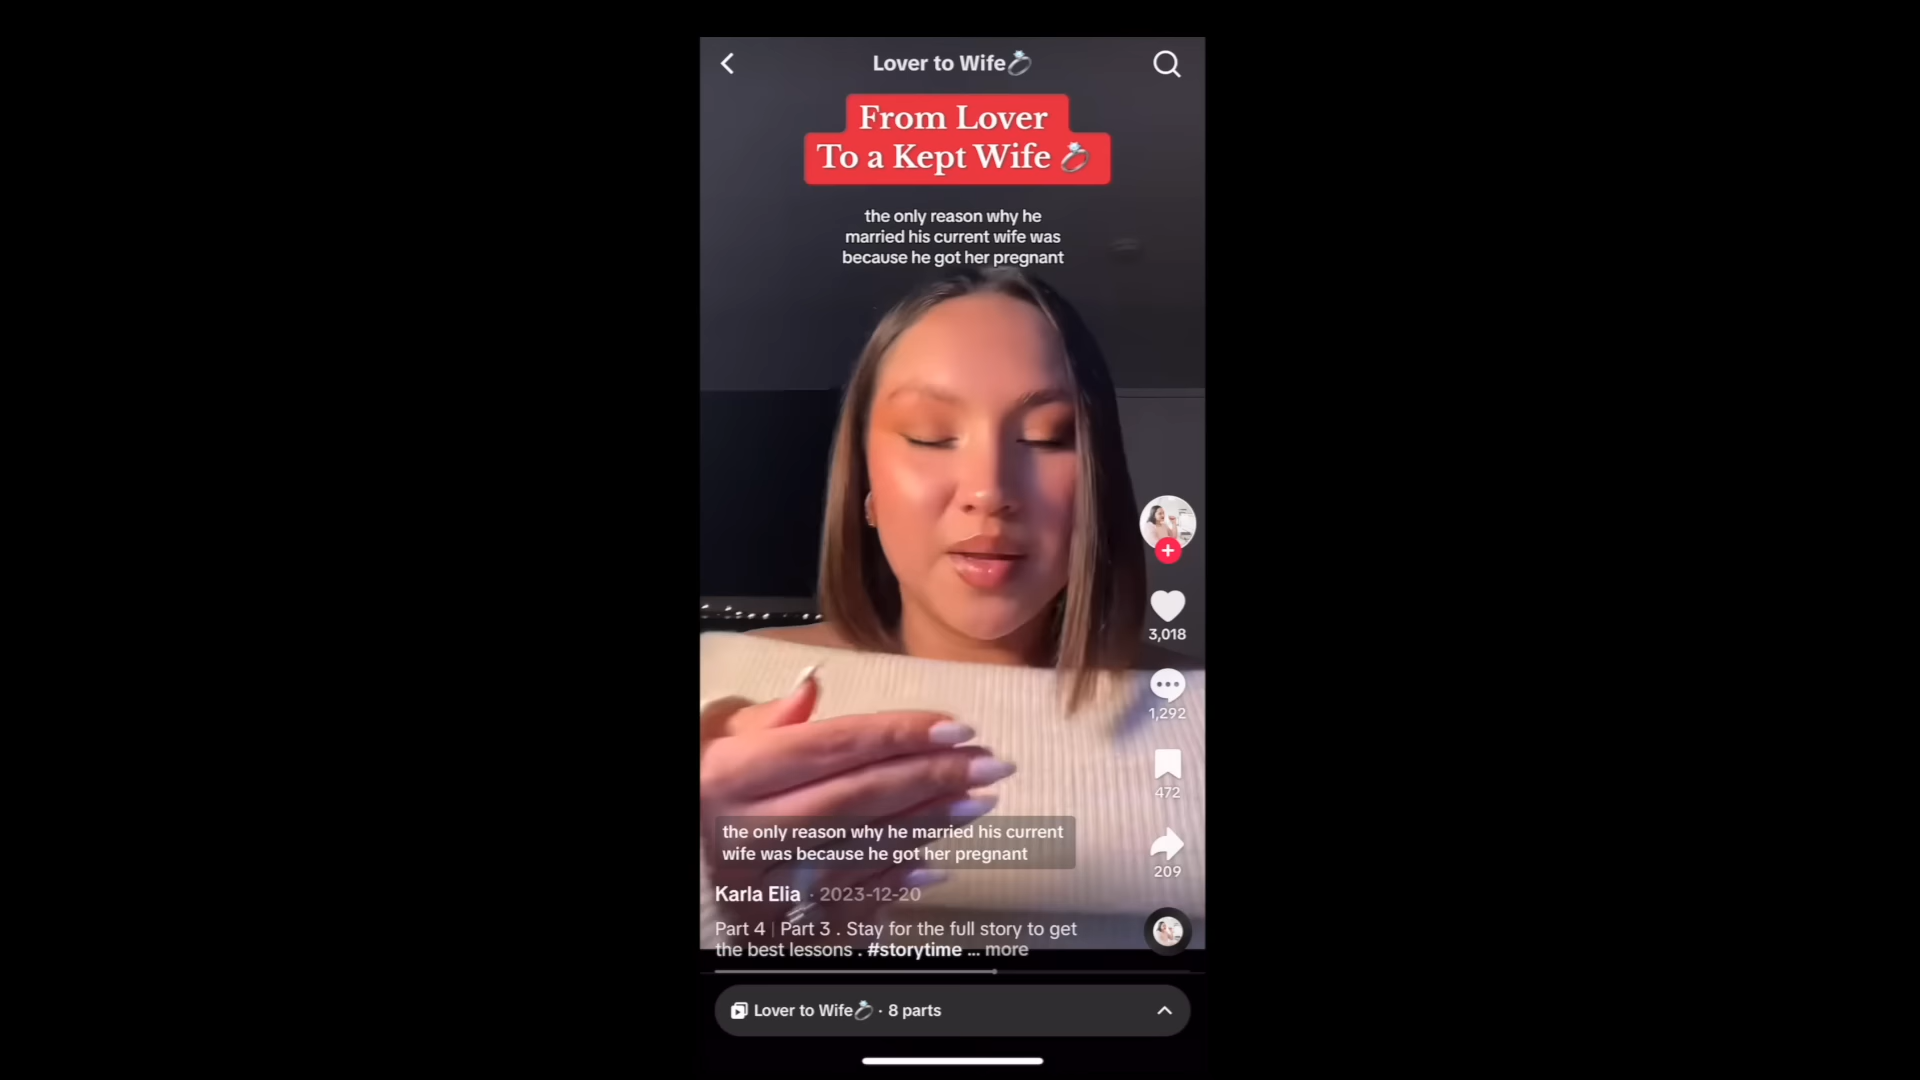 Lover to Wife💍
From Lover
To a Kept Wife 💍
the only reason why he
married his current wife was
because he got her pregnant
3,018
1,292
472
209
the only reason why he married his current
wife was because he got her pregnant
Karla Elia · 2023-12-20
Part 4 | Part 3 . Stay for the full story to get
the best lessons . #storytime ... more
Lover to Wife💍 · 8 parts